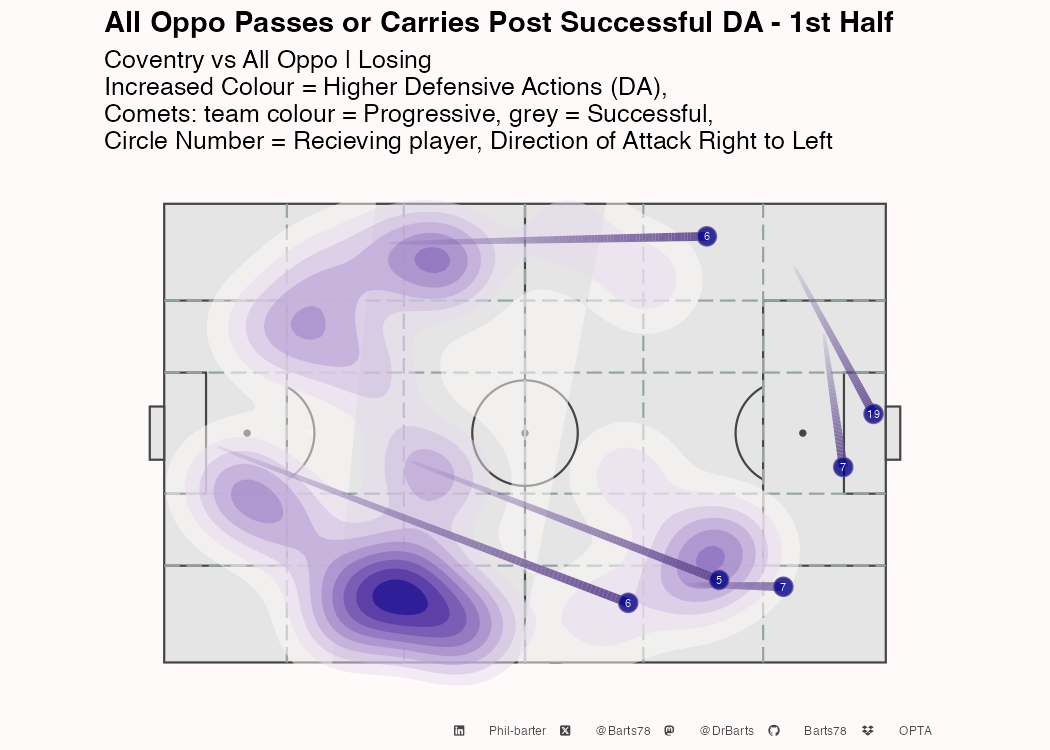 All Oppo Passes or Carries Post Successful DA - 1st Half
Coventry vs All Oppo | Losing
Increased Colour = Higher Defensive Actions (DA),
Comets: team colour = Progressive, grey = Successful,
Circle Number = Recieving player, Direction of Attack Right to Left
6
19
7
5
7
6
Phil-barter @Barts78 @DrBarts Barts78 OPTA